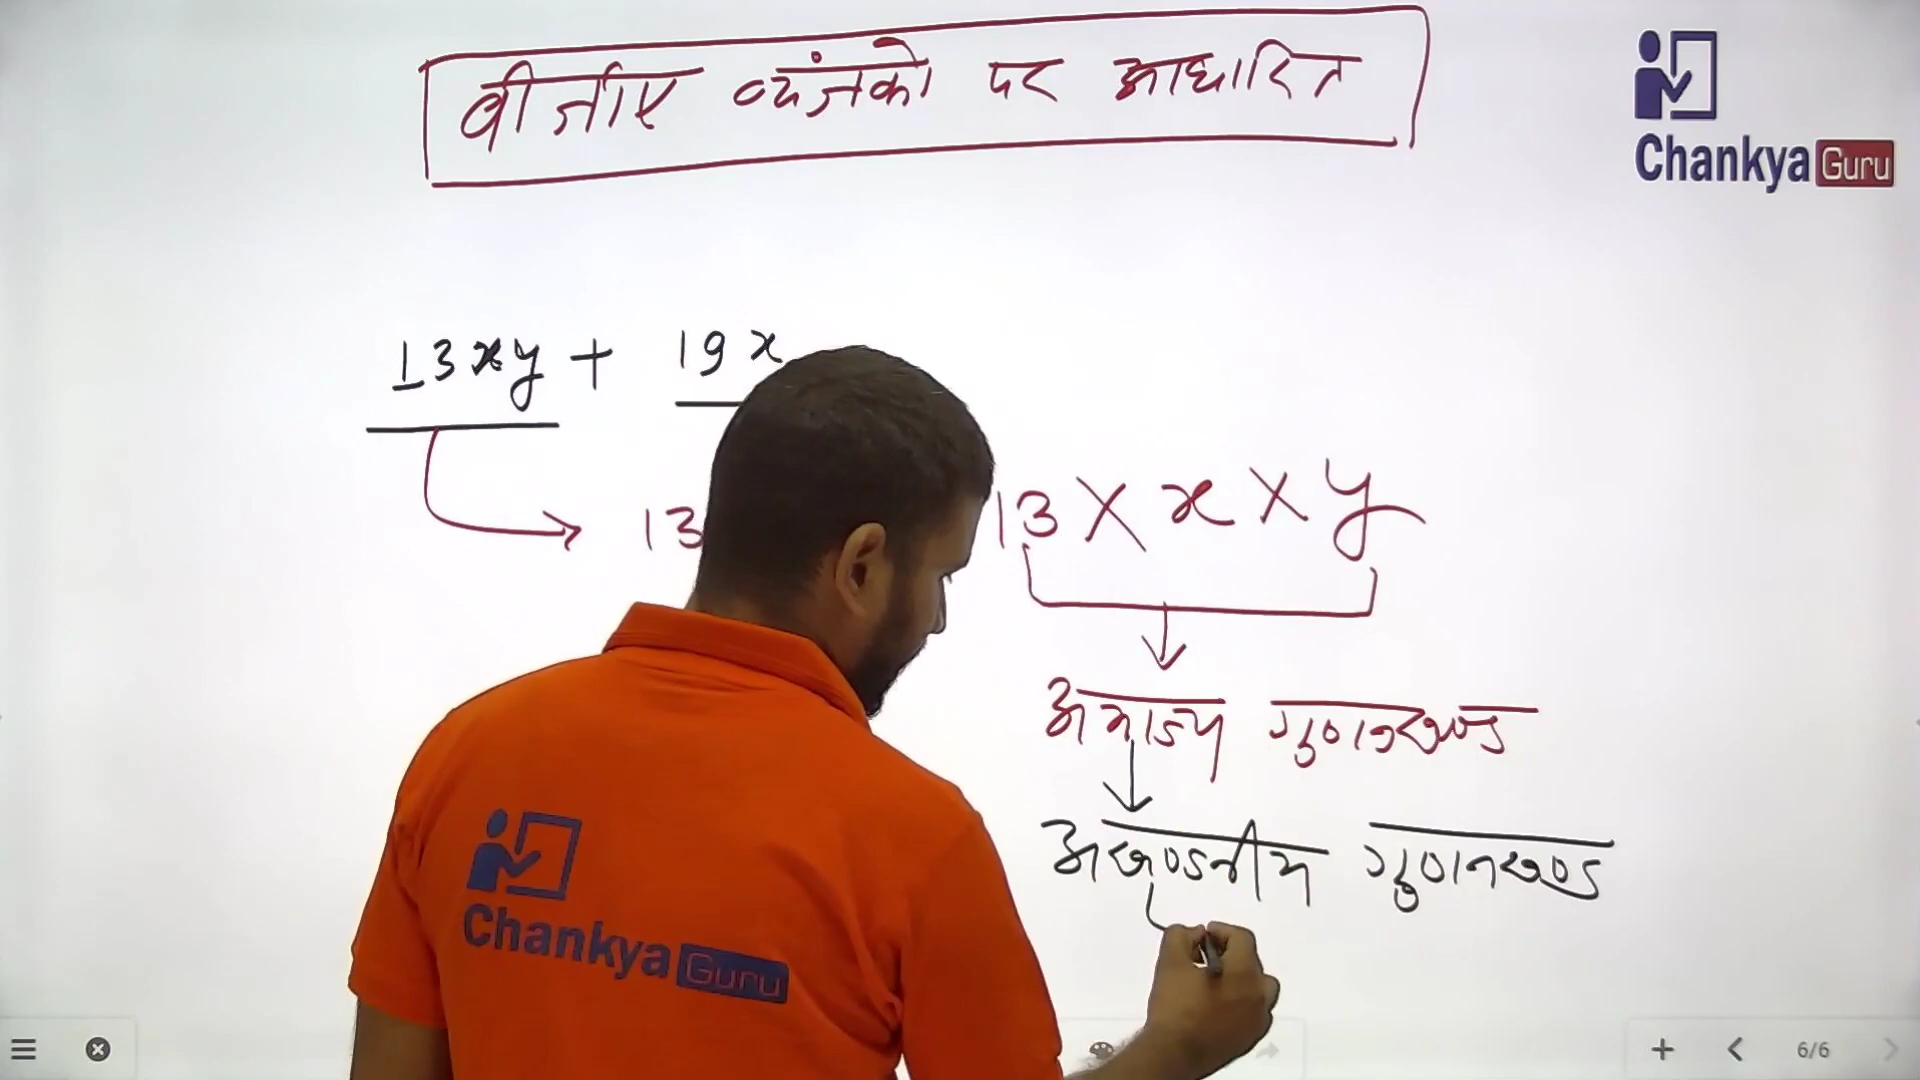 बीजीए व्यंजको पर आधारित
Chankya Guru
13xy + 19x
13
13 × x × y
अभाज्य गुणनखण्ड
अखण्डनीय गुणनखण्ड
Chankya Guru
6/6